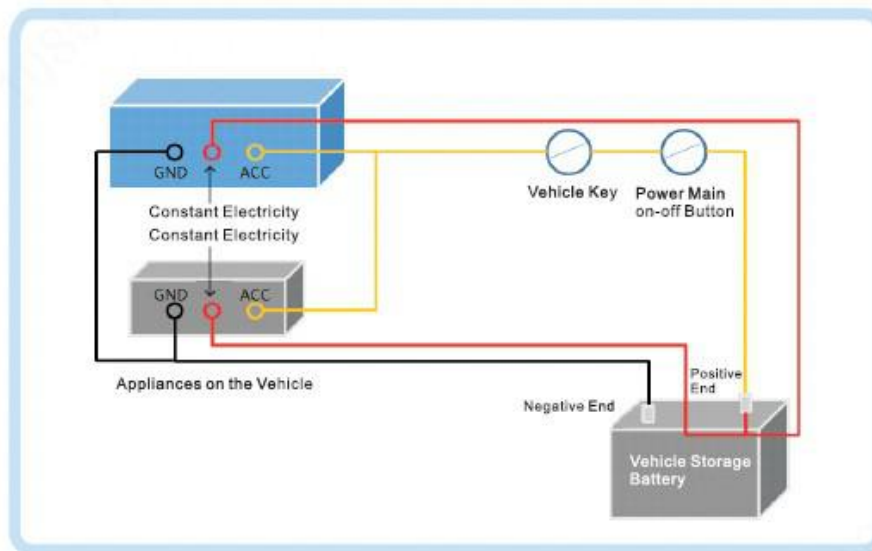 GND
ACC
Constant Electricity
Constant Electricity
GND
ACC
Appliances on the Vehicle
Vehicle Key
Power Main
on-off Button
Negative End
Positive
End
Vehicle Storage
Battery